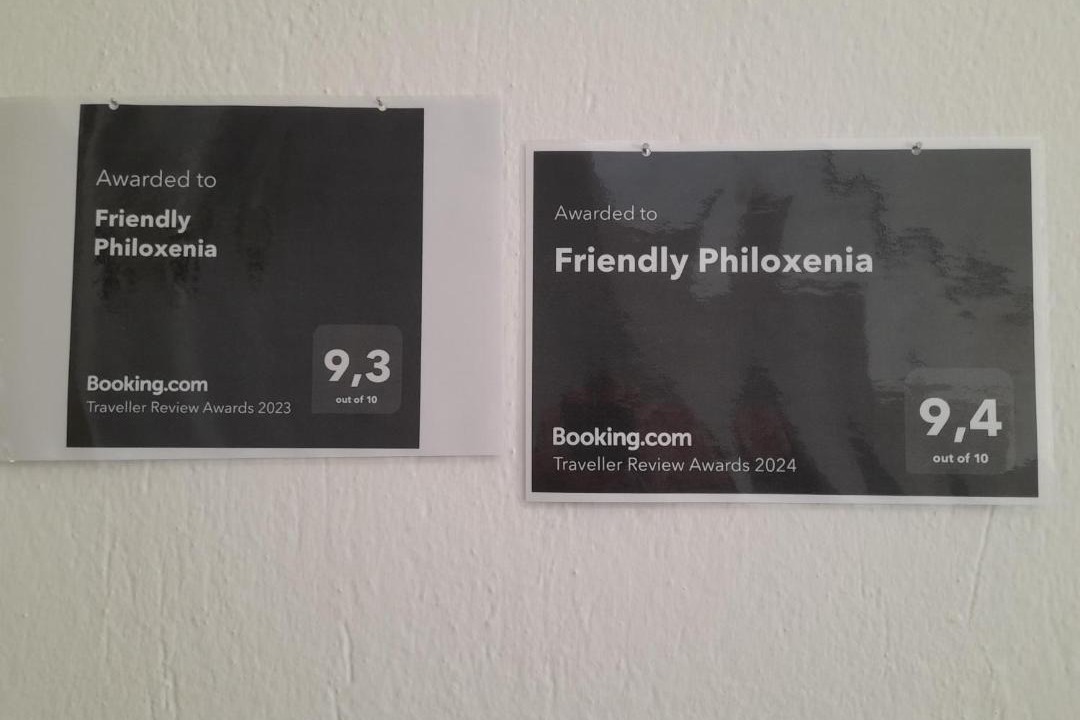 Awarded to
Friendly
Philoxenia
9,3
out of 10
Booking.com
Traveller Review Awards 2023
Awarded to
Friendly Philoxenia
9,4
out of 10
Booking.com
Traveller Review Awards 2024